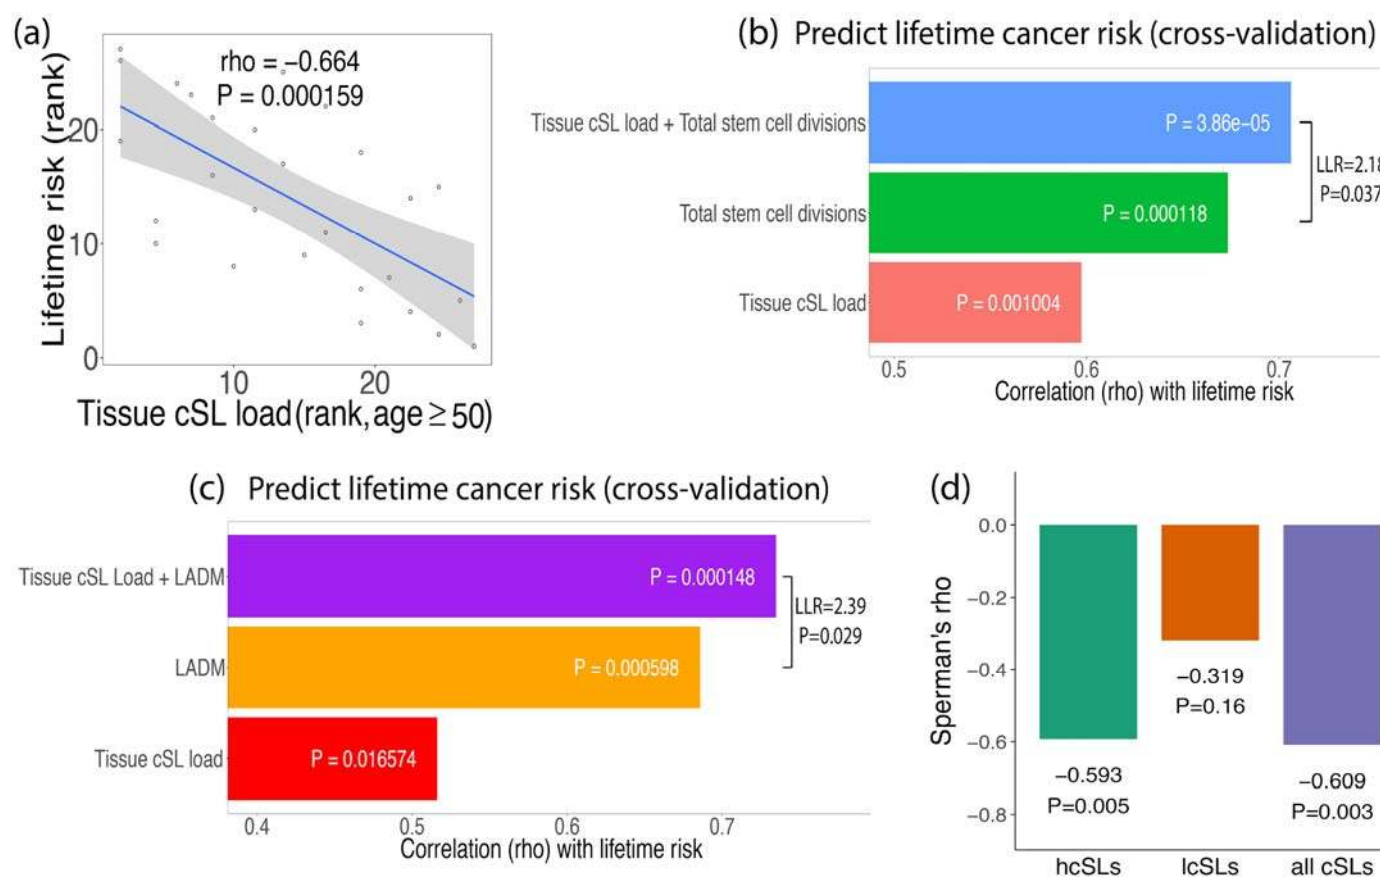 (a)
rho = −0.664
P = 0.000159
Lifetime risk (rank)
20
10
0
10
20
Tissue cSL load (rank, age ≥ 50)
(b) Predict lifetime cancer risk (cross-validation)
Tissue cSL load + Total stem cell divisions
P = 3.86e−05
LLR=2.18
P=0.037
Total stem cell divisions
P = 0.000118
Tissue cSL load
P = 0.001004
0.5
0.6
0.7
Correlation (rho) with lifetime risk
(c) Predict lifetime cancer risk (cross-validation)
Tissue cSL Load + LADM
P = 0.000148
LLR=2.39
P=0.029
LADM
P = 0.000598
Tissue cSL load
P = 0.016574
0.4
0.5
0.6
0.7
Correlation (rho) with lifetime risk
(d)
Sperman's rho
0.0
−0.2
−0.4
−0.6
−0.8
−0.593
P=0.005
−0.319
P=0.16
−0.609
P=0.003
hcSLs
lcSLs
all cSLs